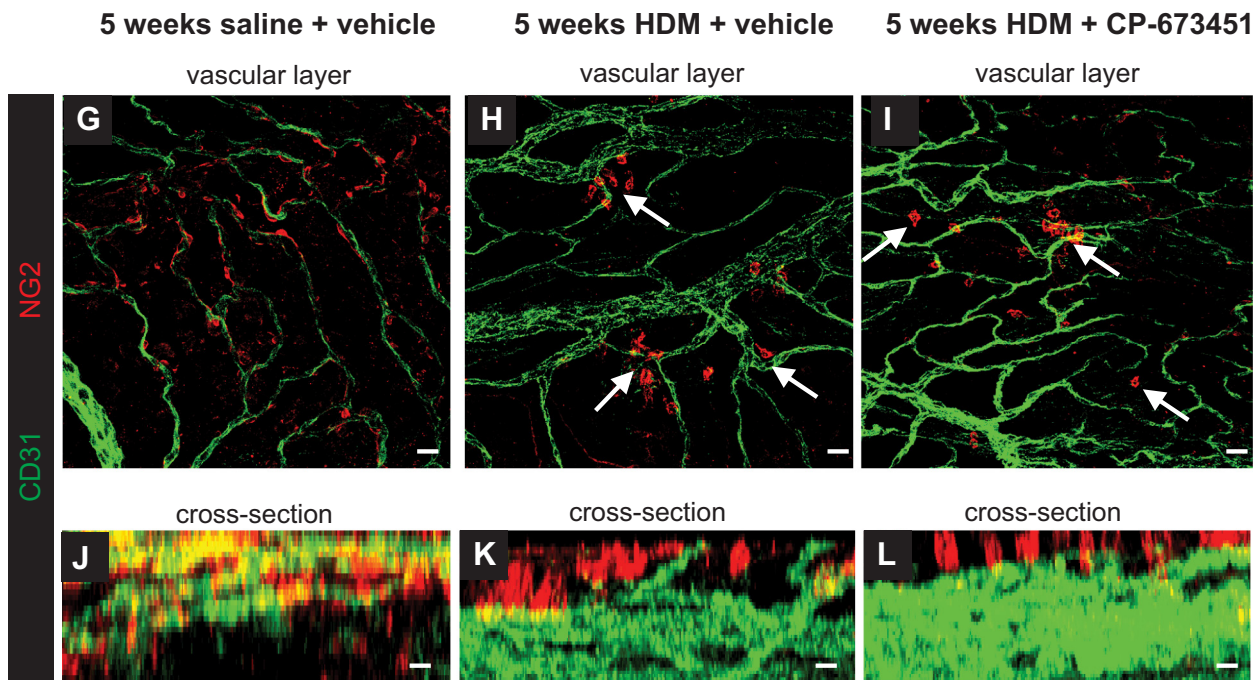 5 weeks saline + vehicle
5 weeks HDM + vehicle
5 weeks HDM + CP-673451
vascular layer
vascular layer
vascular layer
G
H
I
NG2
CD31
cross-section
cross-section
cross-section
J
K
L